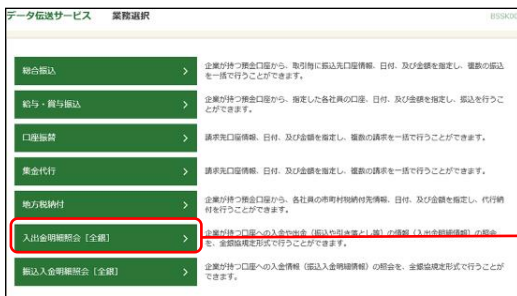 データ伝送サービス 業務選択 BSSK00
総合振込 >
企業が持つ預金口座から、取引毎に振込先口座情報、日付、及び金額を指定し、複数の振込
を一括で行うことができます。
給与・賞与振込 >
企業が持つ預金口座から、指定した各社員の口座、日付、及び金額を指定し、振込を行うこ
とができます。
口座振替 >
請求先口座情報、日付、及び金額を指定し、複数の請求を一括で行うことができます。
集金代行 >
請求先口座情報、日付、及び金額を指定し、複数の請求を一括で行うことができます。
地方税納付 >
企業が持つ預金口座から、各社員の市町村税納付先情報、日付、及び金額を指定し、代行納
付を行うことができます。
入出金明細照会［全銀］ >
企業が持つ口座への入金や出金（振込や引き落とし等）の情報（入出金明細情報）の照会
を、全銀協規定形式で行うことができます。
振込入金明細照会［全銀］ >
企業が持つ口座への入金情報（振込入金明細情報）の照会を、全銀協規定形式で行うことが
できます。